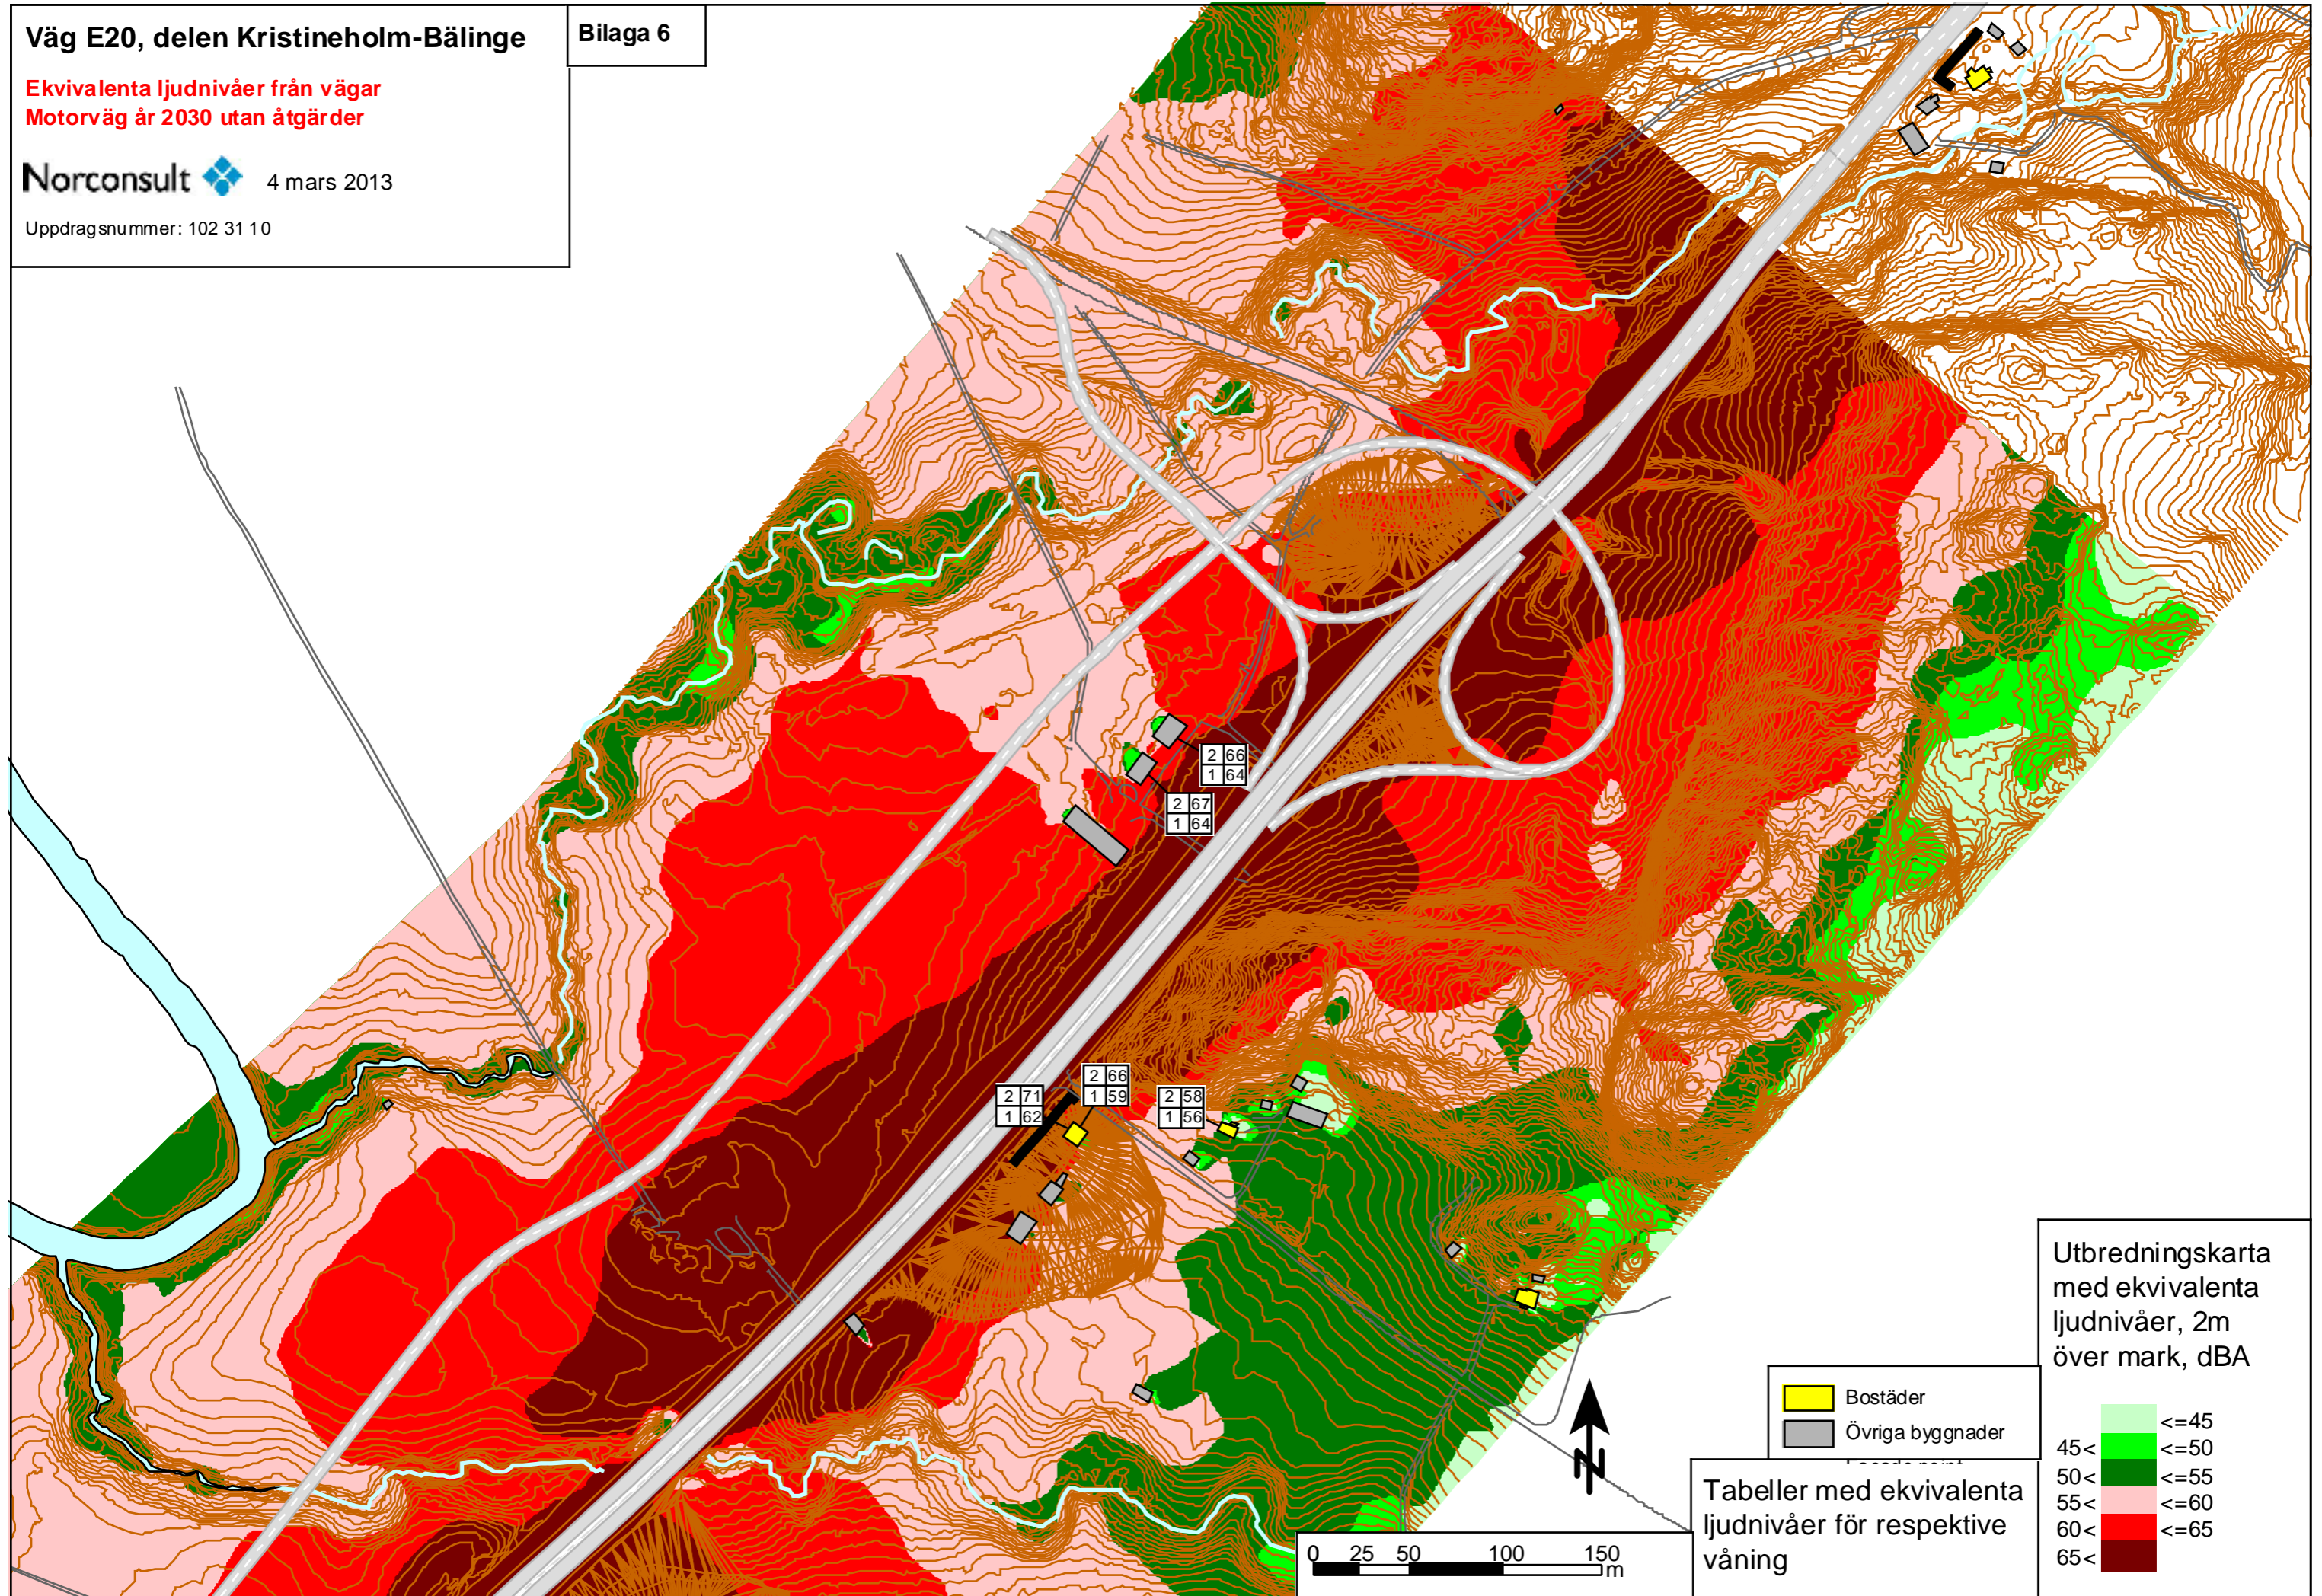 Väg E20, delen Kristineholm-Bälinge
Bilaga 6
Ekvivalenta ljudnivåer från vägar
Motorväg år 2030 utan åtgärder
Norconsult
4 mars 2013
Uppdragsnummer: 102 31 10
2 66
1 64
2 67
1 64
2 71
1 62
2 66
1 59
2 58
1 56
Utbredningskarta
med ekvivalenta
ljudnivåer, 2m
över mark, dBA
<=45
45< <=50
50< <=55
55< <=60
60< <=65
65<
Bostäder
Övriga byggnader
N
Tabeller med ekvivalenta
ljudnivåer för respektive
våning
0 25 50 100 150
m